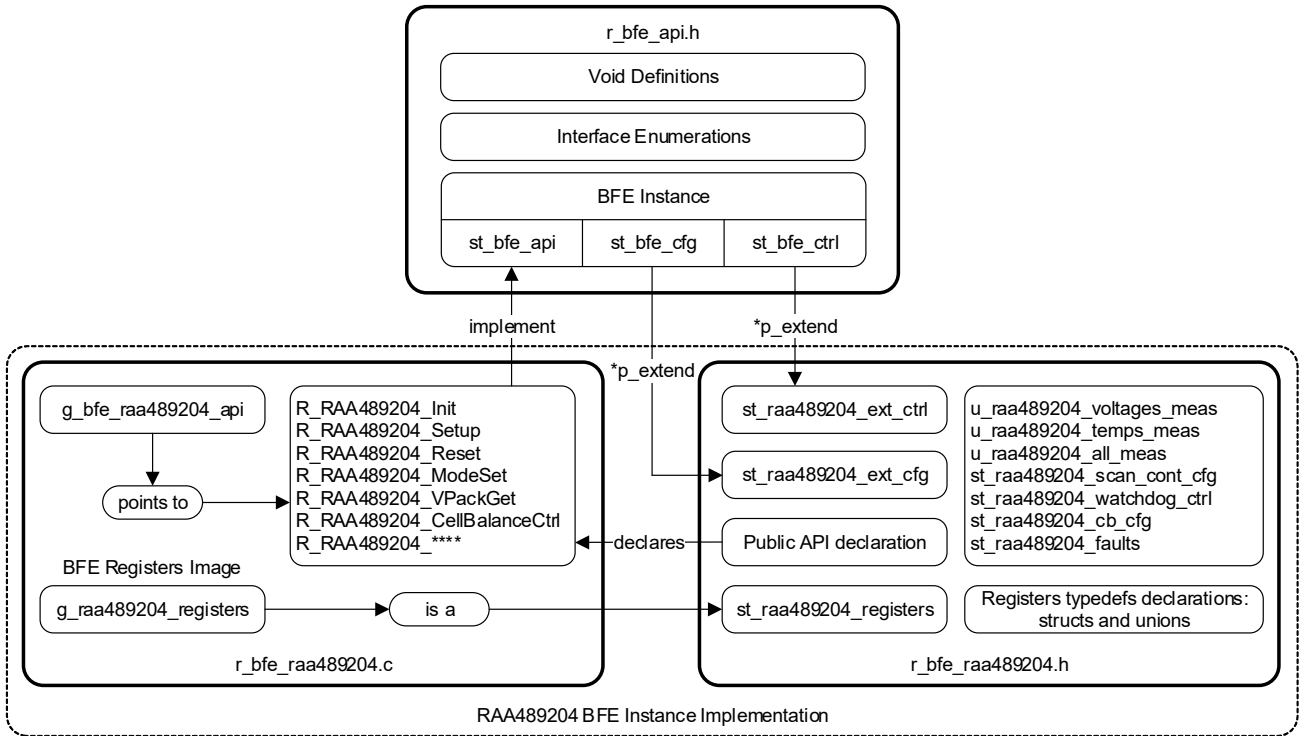 r_bfe_api.h
Void Definitions
Interface Enumerations
BFE Instance
st_bfe_api
st_bfe_cfg
st_bfe_ctrl
implement
*p_extend
*p_extend
g_bfe_raa489204_api
points to
R_RAA489204_Init
R_RAA489204_Setup
R_RAA489204_Reset
R_RAA489204_ModeSet
R_RAA489204_VPackGet
R_RAA489204_CellBalanceCtrl
R_RAA489204_****
BFE Registers Image
g_raa489204_registers
is a
r_bfe_raa489204.c
declares
st_raa489204_ext_ctrl
st_raa489204_ext_cfg
Public API declaration
st_raa489204_registers
u_raa489204_voltages_meas
u_raa489204_temps_meas
u_raa489204_all_meas
st_raa489204_scan_cont_cfg
st_raa489204_watchdog_ctrl
st_raa489204_cb_cfg
st_raa489204_faults
Registers typedefs declarations:
structs and unions
r_bfe_raa489204.h
RAA489204 BFE Instance Implementation